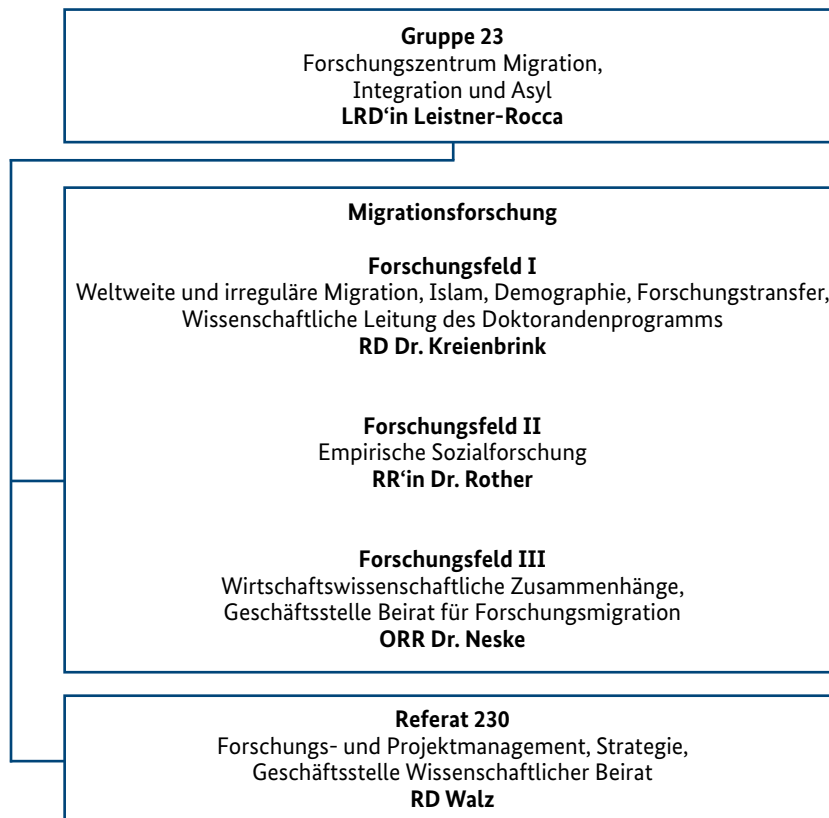 Gruppe 23
Forschungszentrum Migration,
Integration und Asyl
LRD‘in Leistner-Rocca
Migrationsforschung
Forschungsfeld I
Weltweite und irreguläre Migration, Islam, Demographie, Forschungstransfer,
Wissenschaftliche Leitung des Doktorandenprogramms
RD Dr. Kreienbrink
Forschungsfeld II
Empirische Sozialforschung
RR‘in Dr. Rother
Forschungsfeld III
Wirtschaftswissenschaftliche Zusammenhänge,
Geschäftsstelle Beirat für Forschungsmigration
ORR Dr. Neske
Referat 230
Forschungs- und Projektmanagement, Strategie,
Geschäftsstelle Wissenschaftlicher Beirat
RD Walz